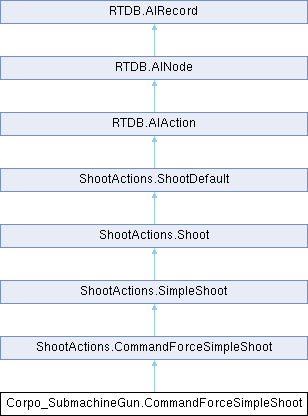 RTDB.AIRecord
RTDB.AINode
RTDB.AIAction
ShootActions.ShootDefault
ShootActions.Shoot
ShootActions.SimpleShoot
ShootActions.CommandForceSimpleShoot
Corpo_SubmachineGun.CommandForceSimpleShoot